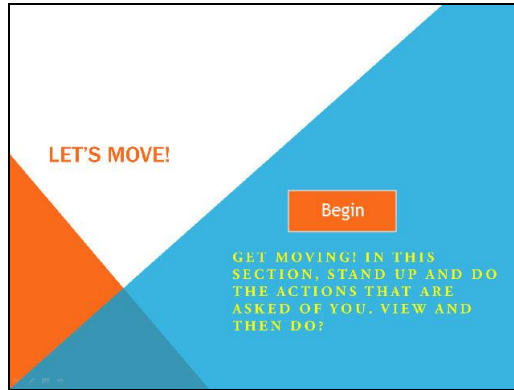 LET'S MOVE!
Begin
GET MOVING! IN THIS
SECTION, STAND UP AND DO
THE ACTIONS THAT ARE
ASKED OF YOU. VIEW AND
THEN DO?